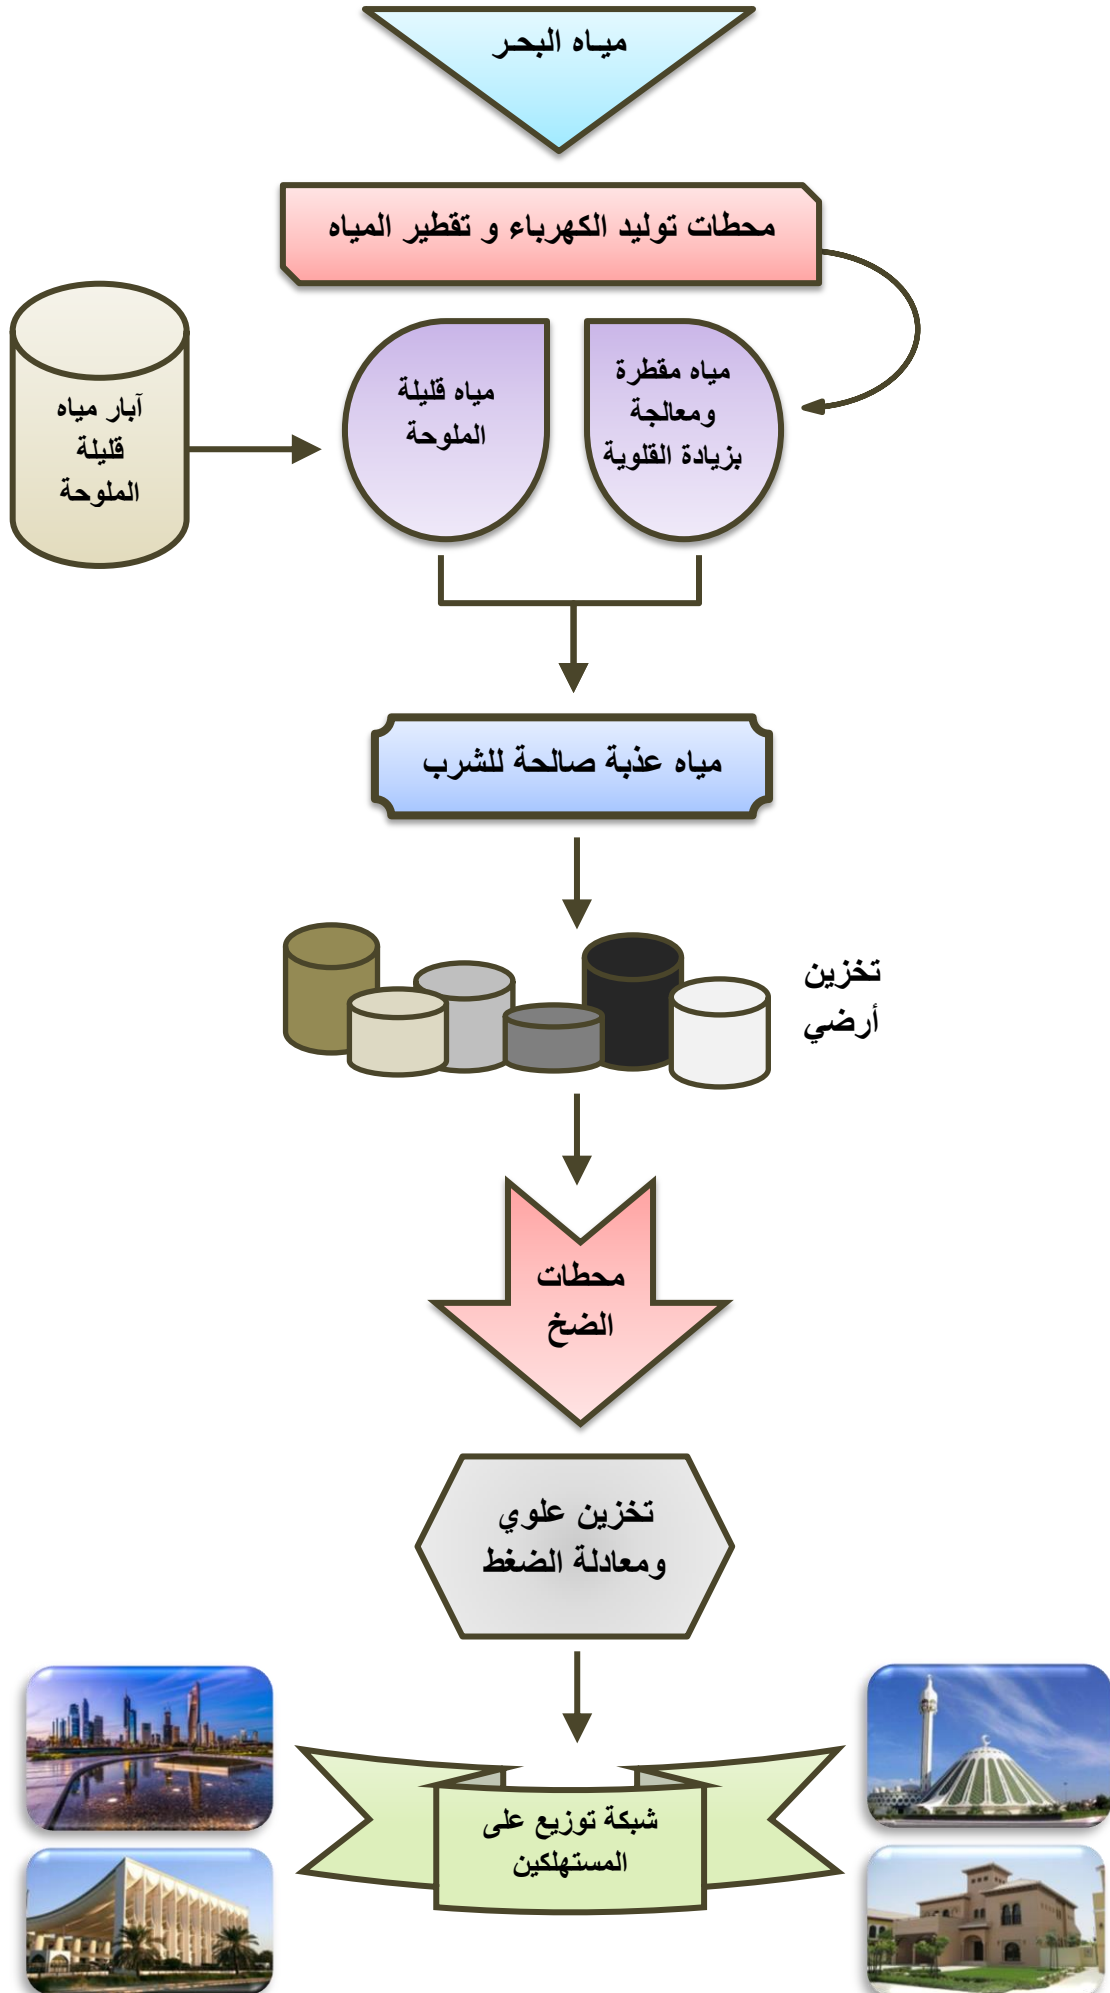 مياه البحر
محطات توليد الكهرباء و تقطير المياه
مياه مقطرة
ومعالجة
بزيادة القلوية
مياه قليلة
الملوحة
آبار مياه
قليلة
الملوحة
مياه عذبة صالحة للشرب
تخزين
أرضي
محطات
الضخ
تخزين علوي
ومعادلة الضغط
شبكة توزيع على
المستهلكين